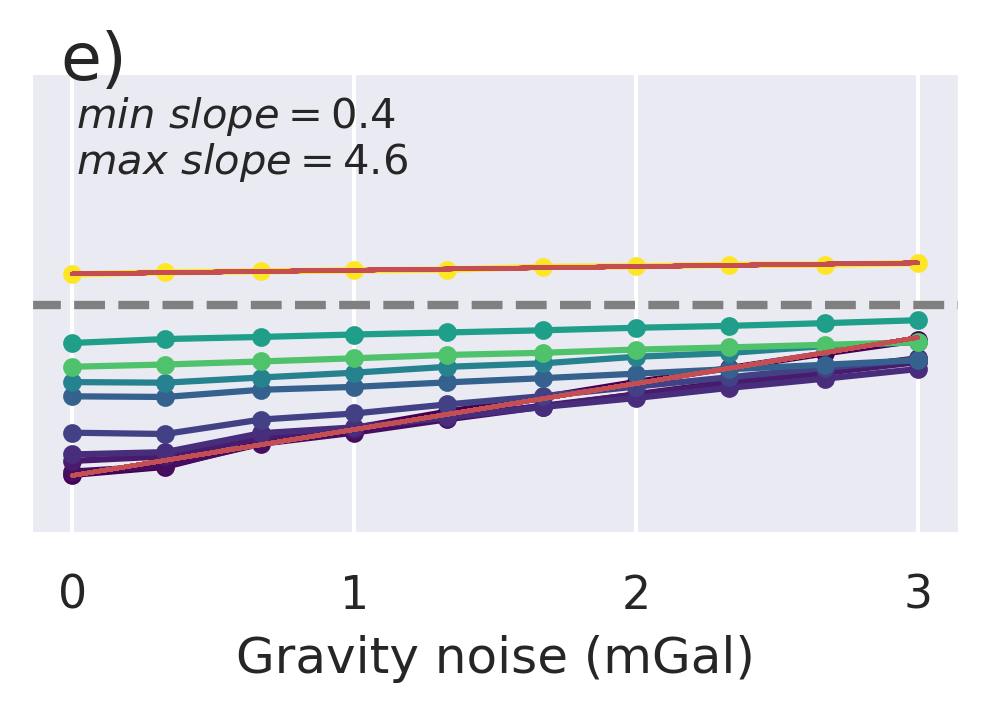 e)
min slope = 0.4
max slope = 4.6
0 1 2 3
Gravity noise (mGal)